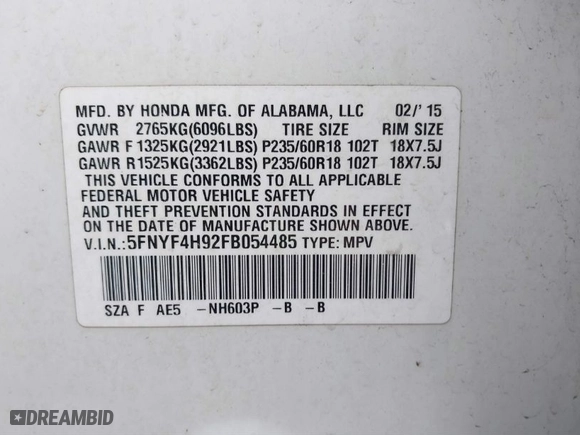 MFD. BY HONDA MFG. OF ALABAMA, LLC 02/'15
GVWR 2765KG(6096LBS) TIRE SIZE RIM SIZE
GAWR F 1325KG(2921LBS) P235/60R18 102T 18X7.5J
GAWR R 1525KG(3362LBS) P235/60R18 102T 18X7.5J
THIS VEHICLE CONFORMS TO ALL APPLICABLE
FEDERAL MOTOR VEHICLE SAFETY
AND THEFT PREVENTION STANDARDS IN EFFECT
ON THE DATE OF MANUFACTURE SHOWN ABOVE.
V.I.N.:5FNYF4H92FB054485 TYPE: MPV
SZA F AE5 -NH603P -B -B
DREAMBID